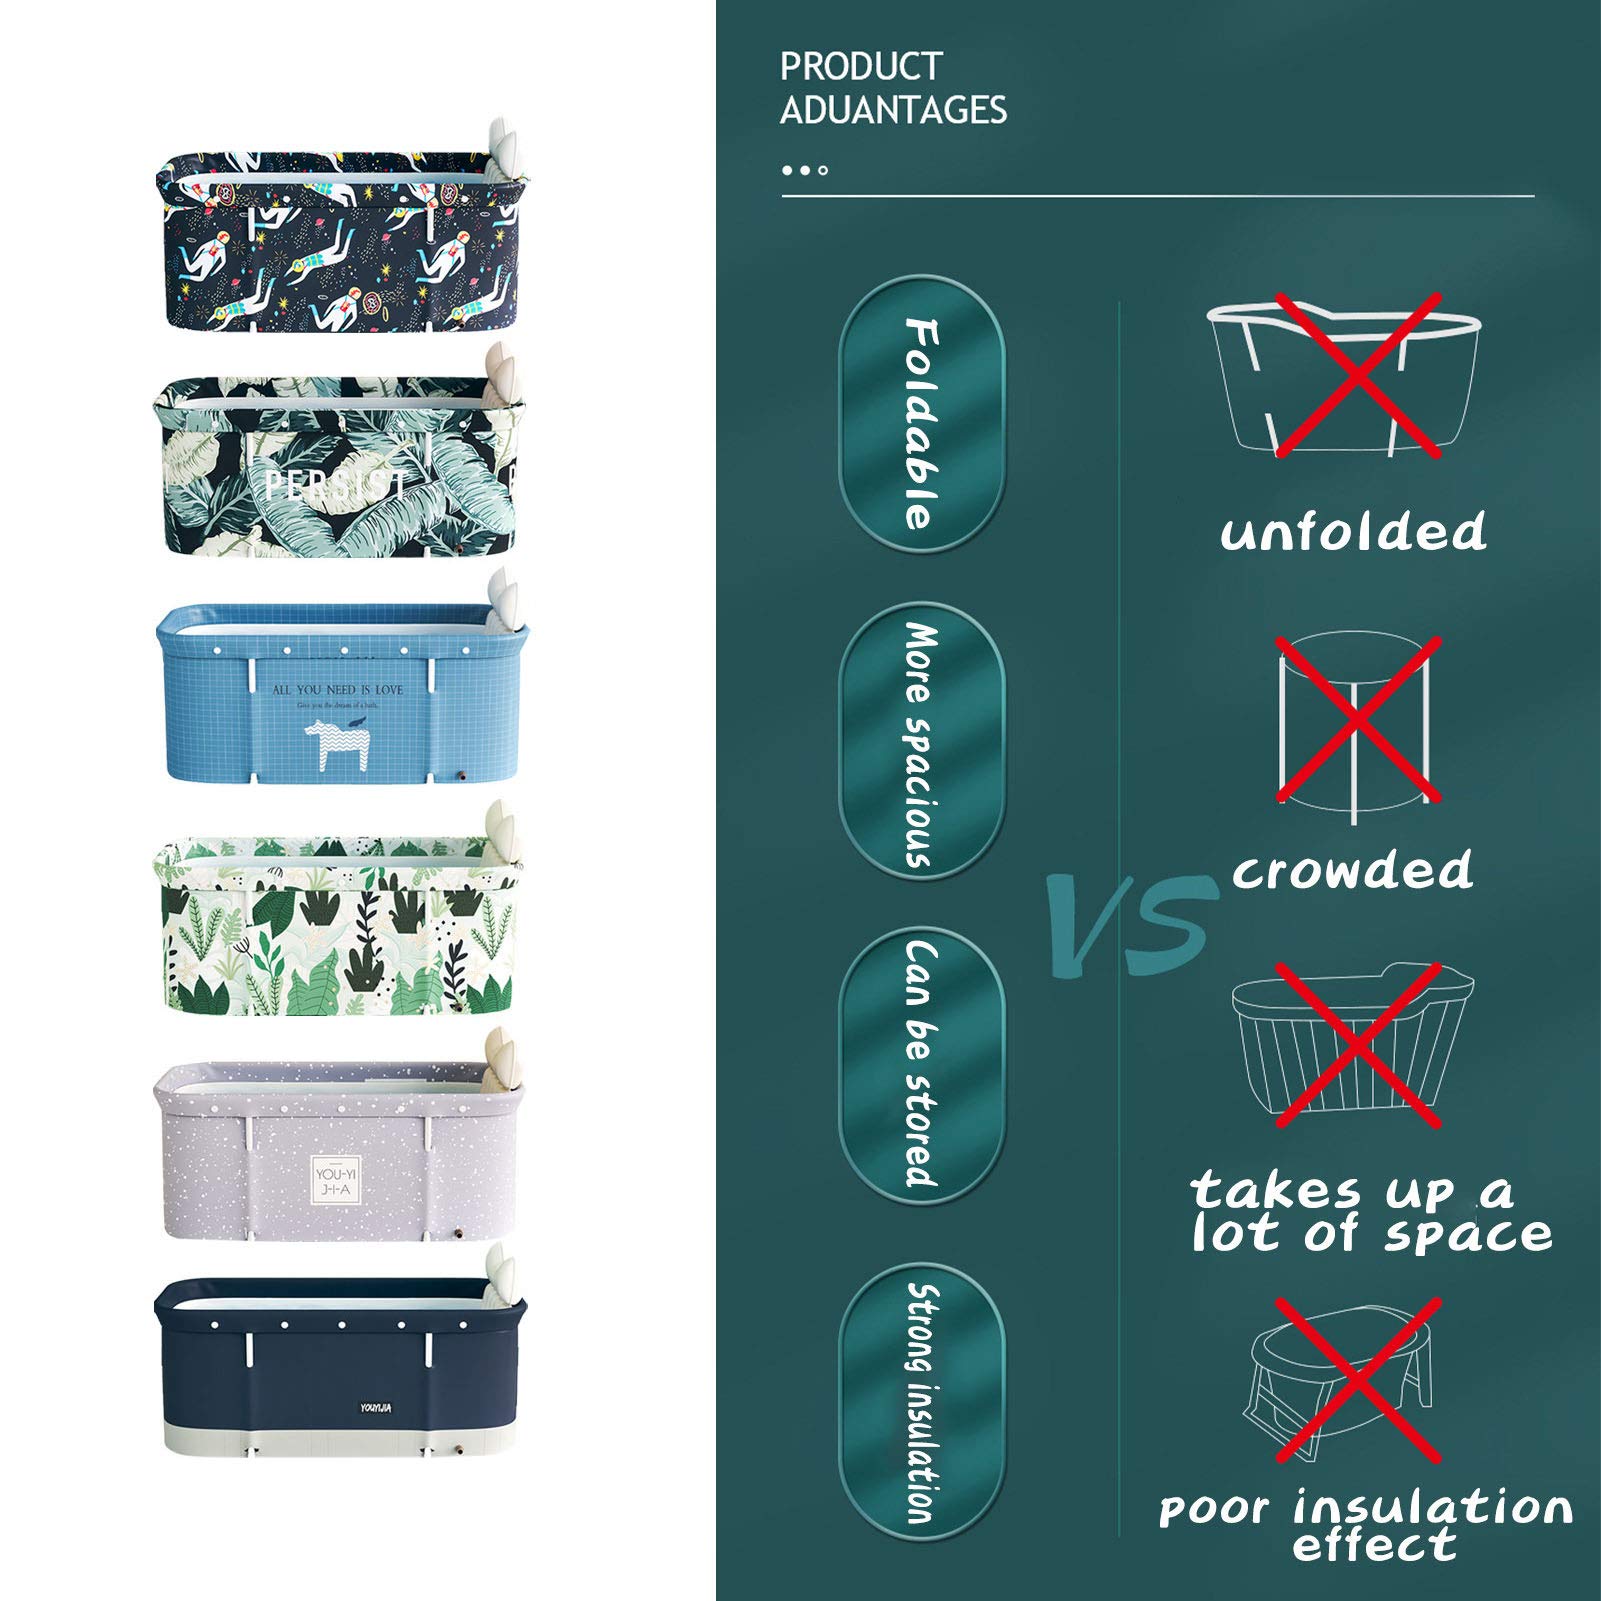 PERSIST
P
ALL YOU NEED IS LOVE
Give you the dream of a bath.
YOU-YI
J-I-A
YOUYIJIA
PRODUCT
ADUANTAGES
Foldable
More spacious
Can be stored
Strong insulation
VS
unfolded
crowded
takes up a
lot of space
poor insulation
effect